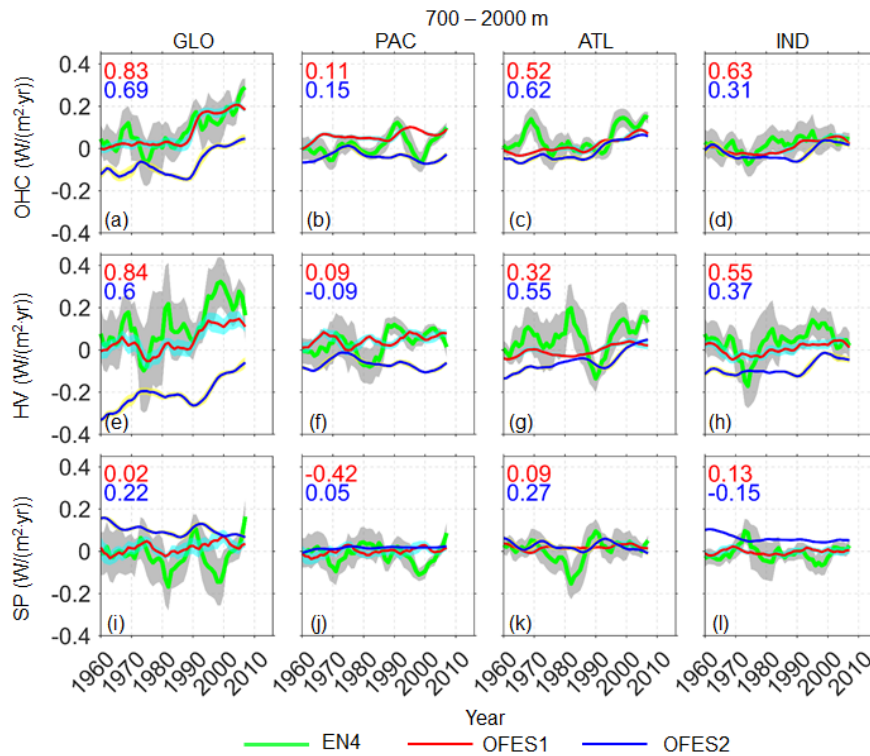 700 – 2000 m
GLO PAC ATL IND
OHC (W/(m²·yr))
0.4
0.2
0
-0.2
-0.4
0.83
0.69
(a)
0.11
0.15
(b)
0.52
0.62
(c)
0.63
0.31
(d)
HV (W/(m²·yr))
0.4
0.2
0
-0.2
-0.4
0.84
0.6
(e)
0.09
-0.09
(f)
0.32
0.55
(g)
0.55
0.37
(h)
SP (W/(m²·yr))
0.4
0.2
0
-0.2
-0.4
0.02
0.22
(i)
-0.42
0.05
(j)
0.09
0.27
(k)
0.13
-0.15
(l)
1960 1970 1980 1990 2000 2010 1960 1970 1980 1990 2000 2010 1960 1970 1980 1990 2000 2010 1960 1970 1980 1990 2000 2010
Year
EN4 OFES1 OFES2